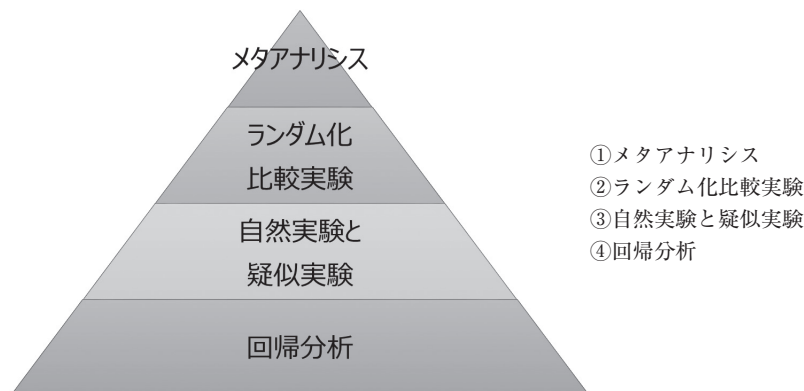 メタアナリシス
ランダム化
比較実験
自然実験と
疑似実験
回帰分析
①メタアナリシス
②ランダム化比較実験
③自然実験と疑似実験
④回帰分析